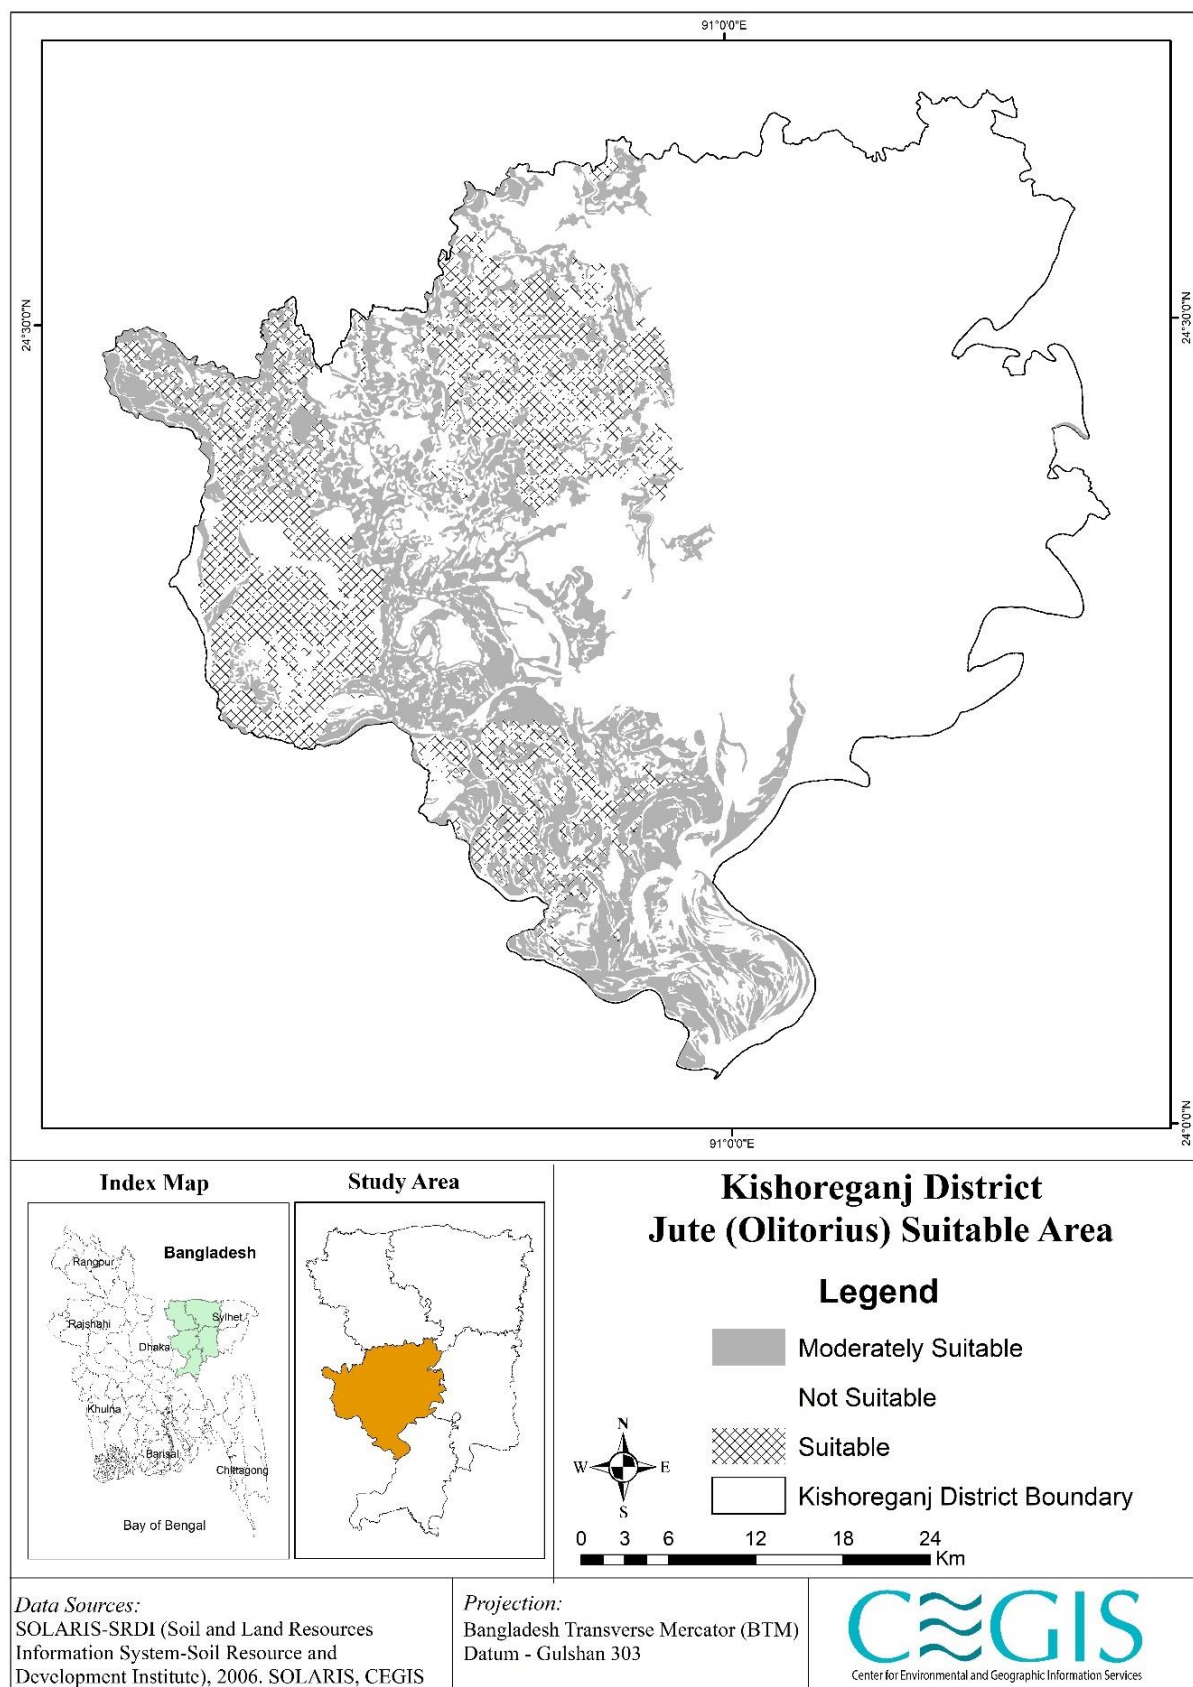 91°0'0"E
24°30'0"N
24°30'0"N
24°0'0"N
91°0'0"E
Index Map
Study Area
Bangladesh
Rangpur
Rajshahi
Sylhet
Dhaka
Khulna
Barisal
Chittagong
Bay of Bengal
Kishoreganj District
Jute (Olitorius) Suitable Area
Legend
Moderately Suitable
Not Suitable
Suitable
Kishoreganj District Boundary
N
W E
S
0 3 6 12 18 24
Km
Data Sources:
SOLARIS-SRDI (Soil and Land Resources
Information System-Soil Resource and
Development Institute), 2006. SOLARIS, CEGIS
Projection:
Bangladesh Transverse Mercator (BTM)
Datum - Gulshan 303
CEGIS
Center for Environmental and Geographic Information Services